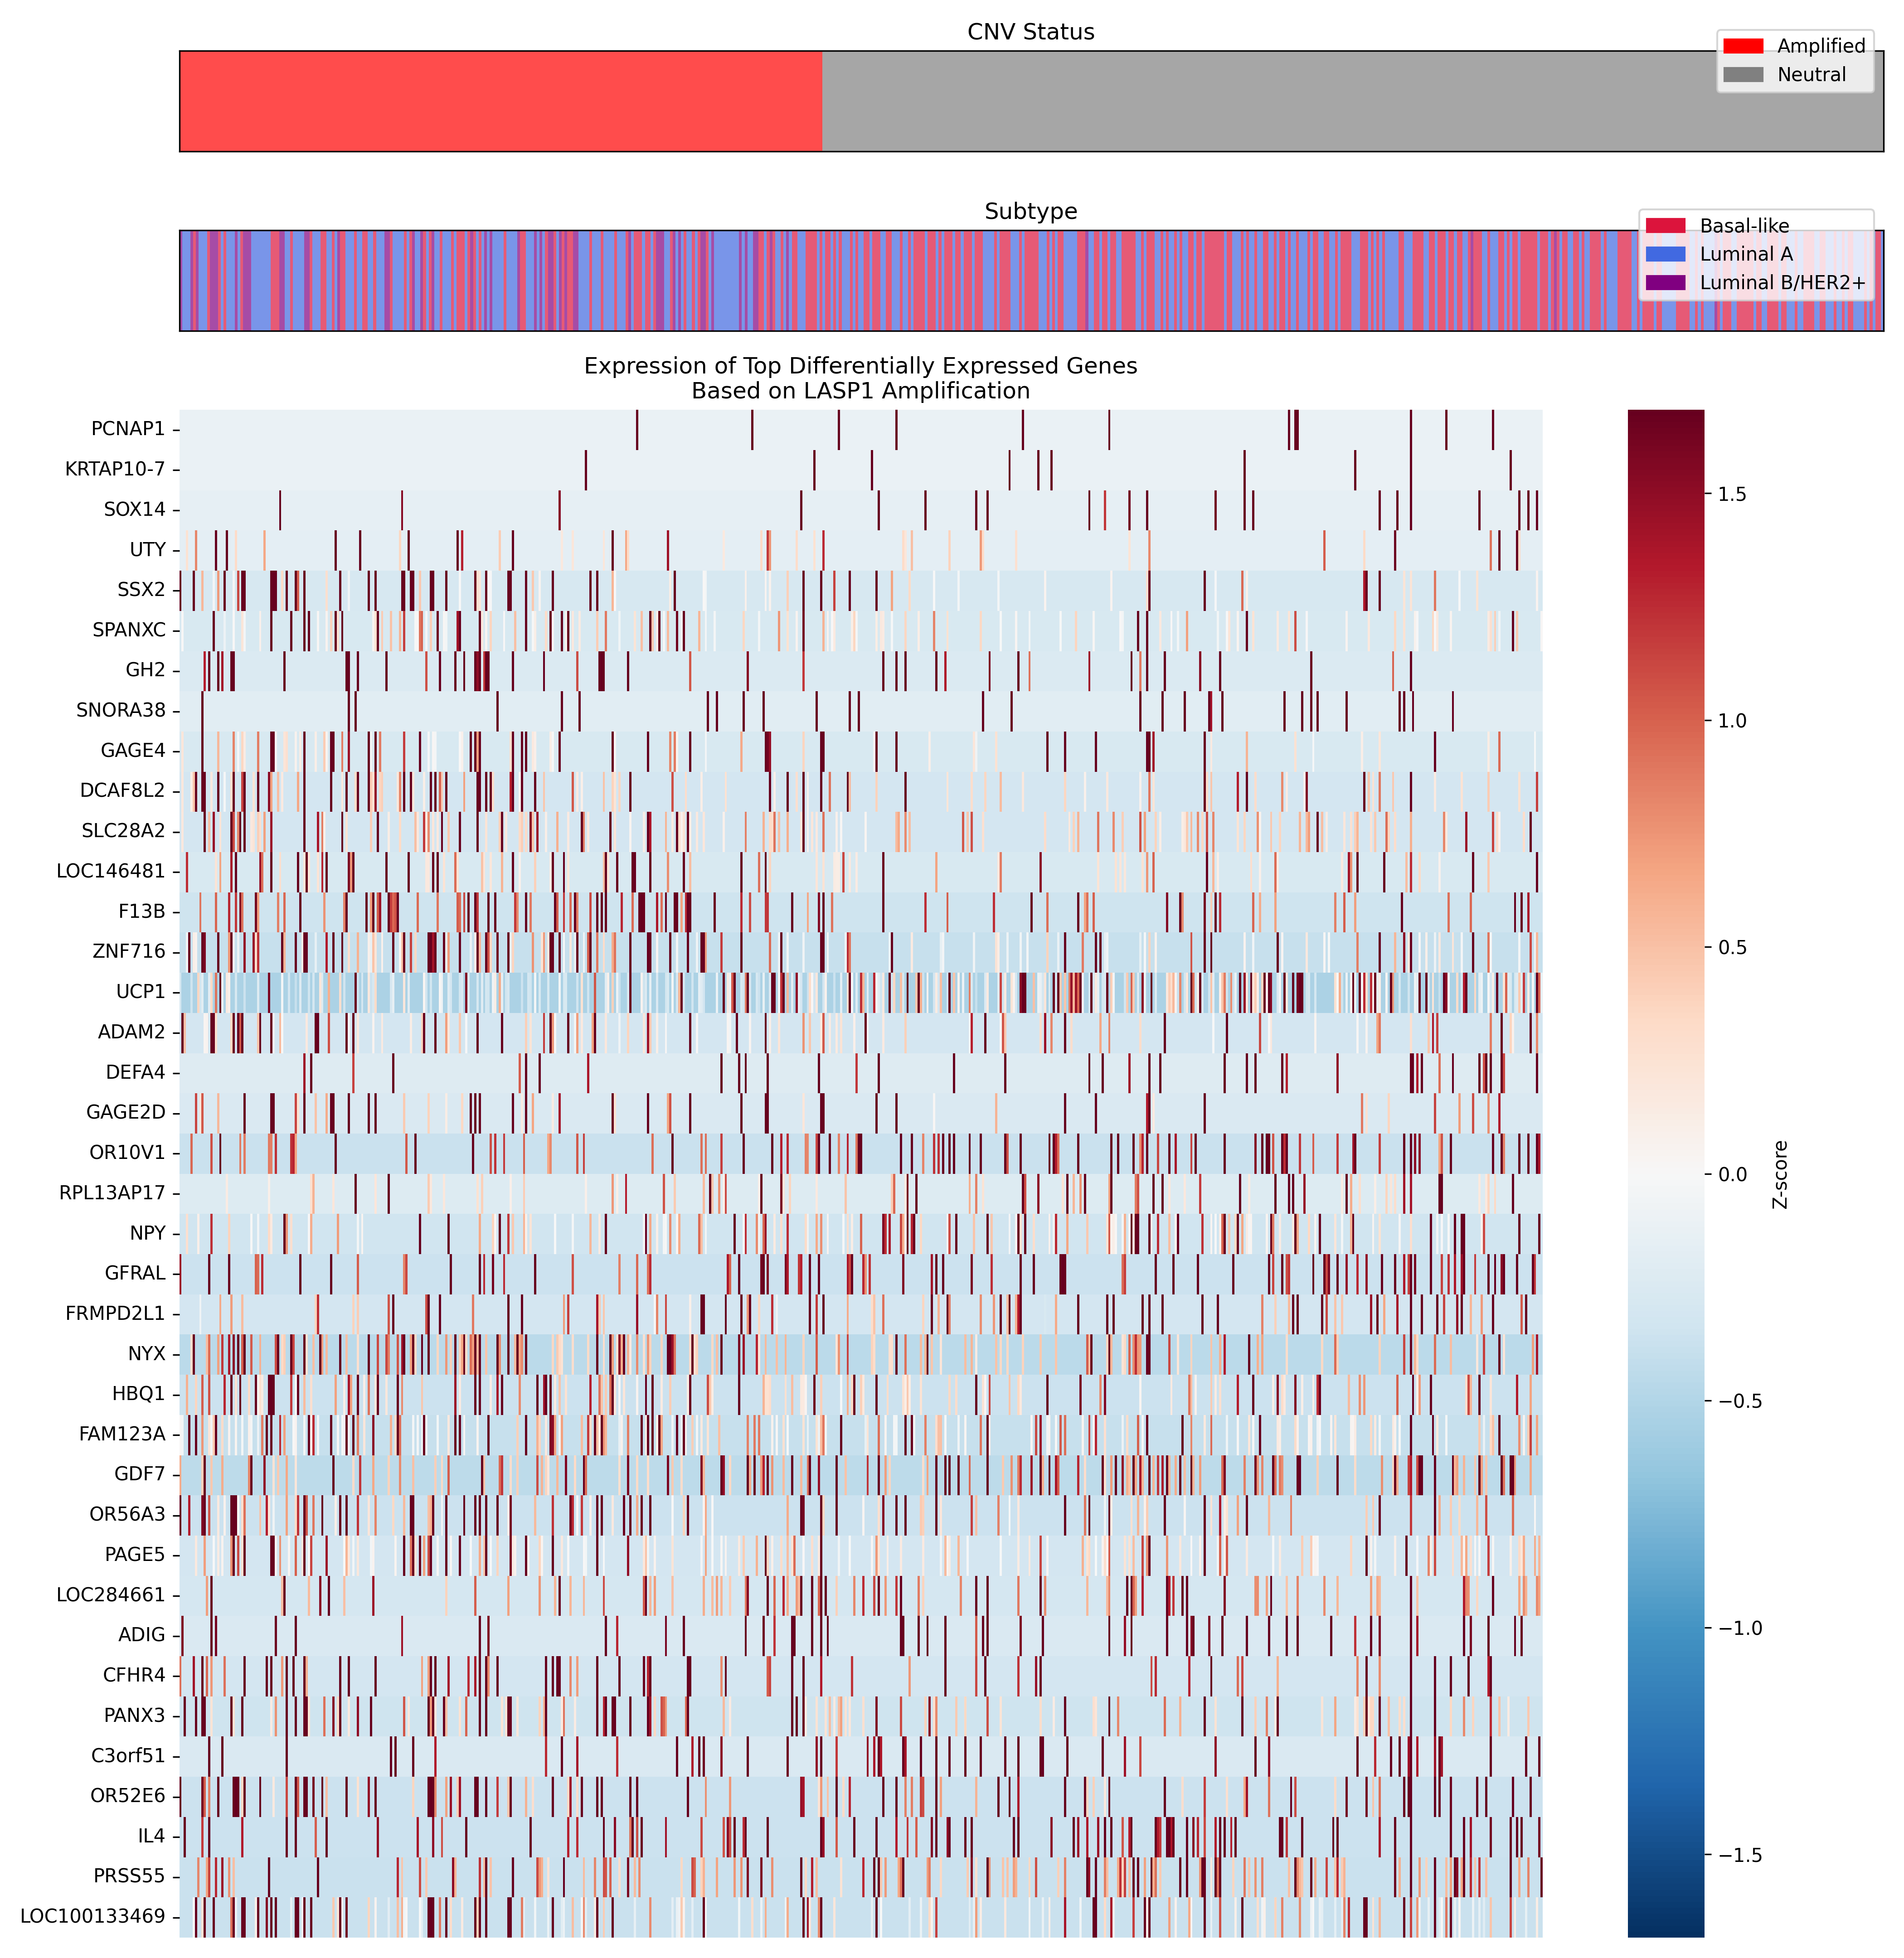 CNV Status
Amplified
Neutral
Subtype
Basal-like
Luminal A
Luminal B/HER2+
Expression of Top Differentially Expressed Genes
Based on LASP1 Amplification
PCNAP1
KRTAP10-7
SOX14
UTY
SSX2
SPANXC
GH2
SNORA38
GAGE4
DCAF8L2
SLC28A2
LOC146481
F13B
ZNF716
UCP1
ADAM2
DEFA4
GAGE2D
OR10V1
RPL13AP17
NPY
GFRAL
FRMPD2L1
NYX
HBQ1
FAM123A
GDF7
OR56A3
PAGE5
LOC284661
ADIG
CFHR4
PANX3
C3orf51
OR52E6
IL4
PRSS55
LOC100133469
1.5
1.0
0.5
0.0
−0.5
−1.0
−1.5
Z-score